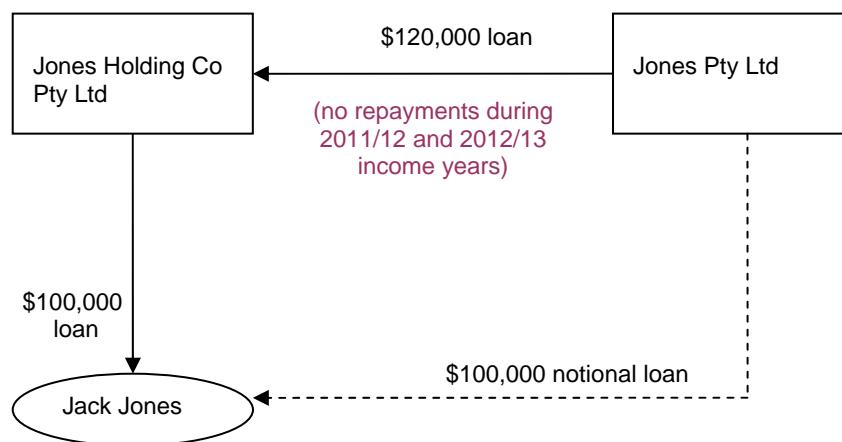 $120,000 loan
Jones Holding Co
Pty Ltd
Jones Pty Ltd
(no repayments during
2011/12 and 2012/13
income years)
$100,000
loan
$100,000 notional loan
Jack Jones